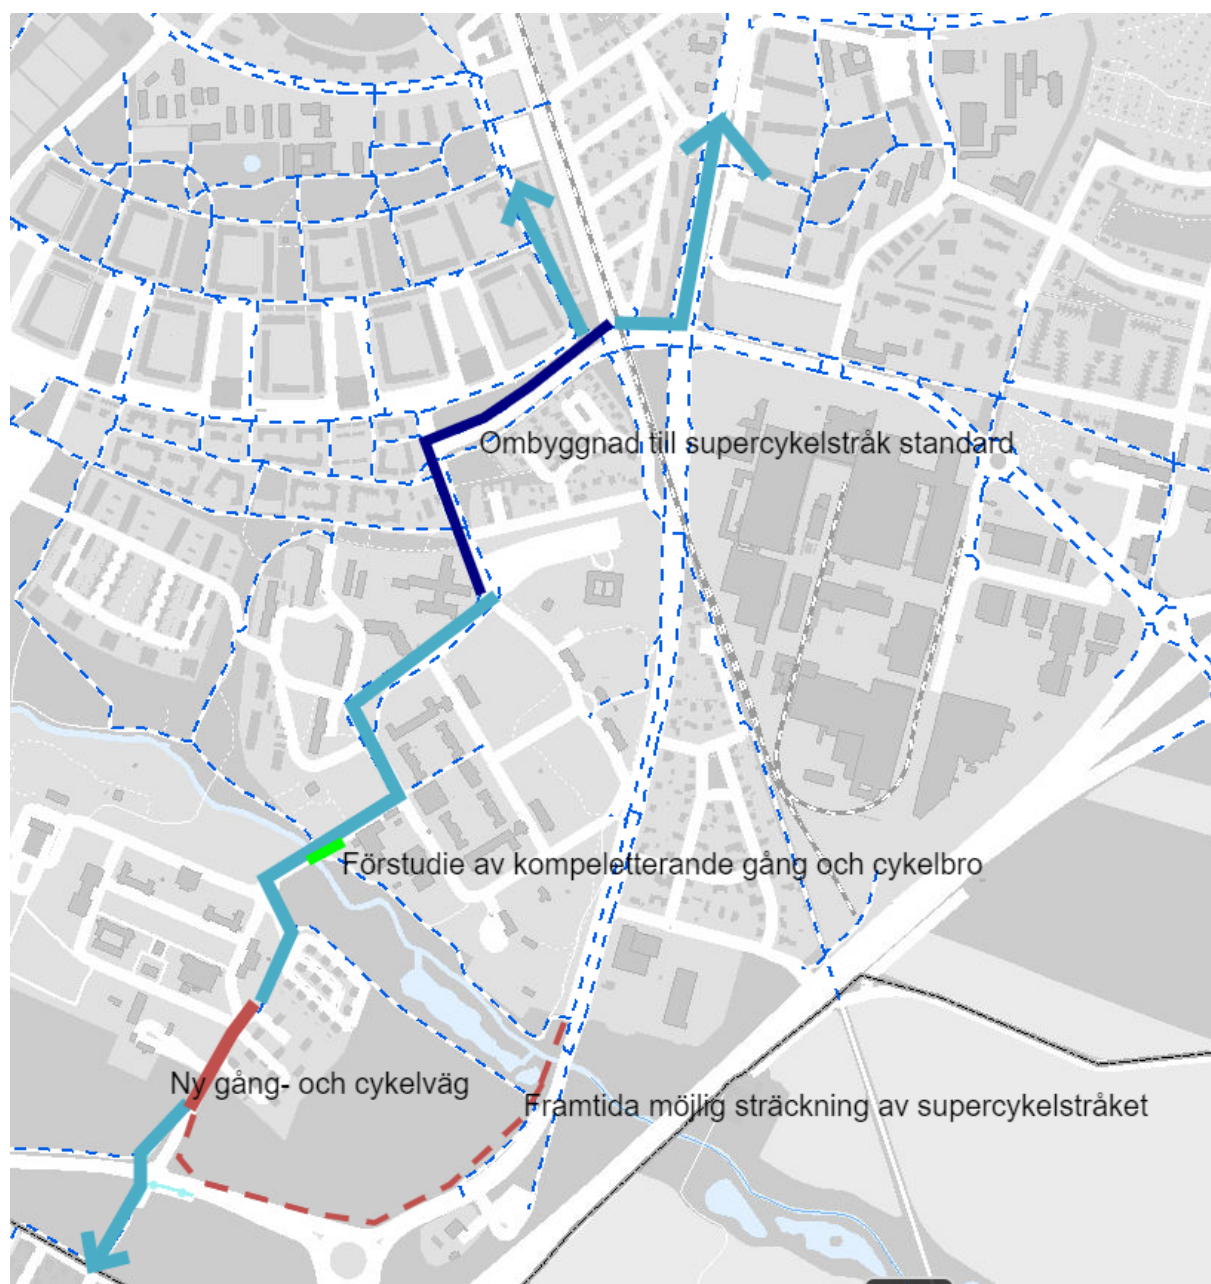 Ombyggnad till supercykelstråk standard
Förstudie av kompeletterande gång och cykelbro
Ny gång- och cykelväg
Framtida möjlig sträckning av supercykelstråket